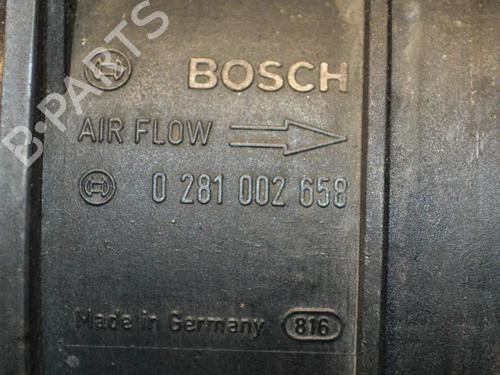 BOSCH
AIR FLOW
0 281 002 658
Made in Germany 816
B-PARTS